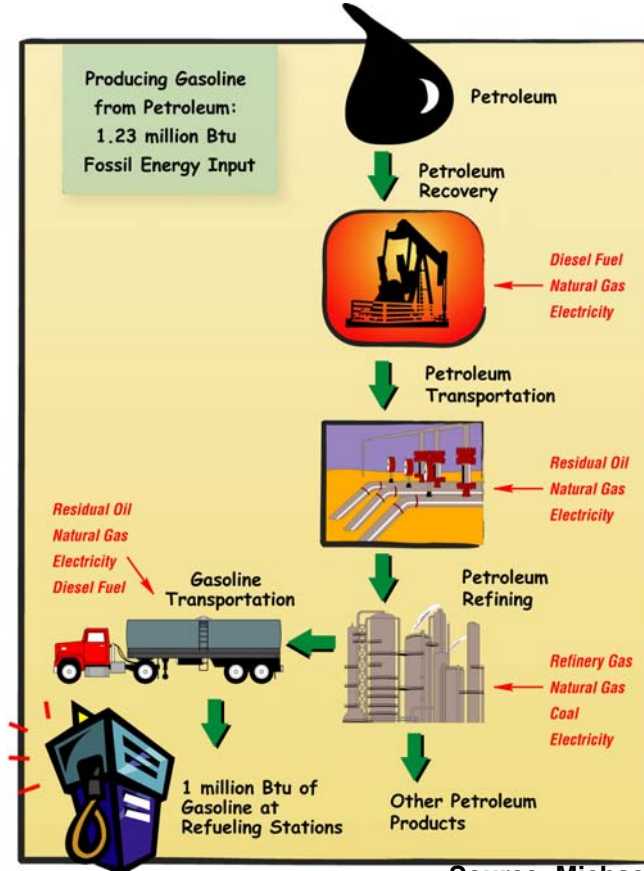 Producing Gasoline
from Petroleum:
1.23 million Btu
Fossil Energy Input
Petroleum
Petroleum
Recovery
Diesel Fuel
Natural Gas
Electricity
Petroleum
Transportation
Residual Oil
Natural Gas
Electricity
Residual Oil
Natural Gas
Electricity
Diesel Fuel
Gasoline
Transportation
Petroleum
Refining
Refinery Gas
Natural Gas
Coal
Electricity
1 million Btu of
Gasoline at
Refueling Stations
Other Petroleum
Products